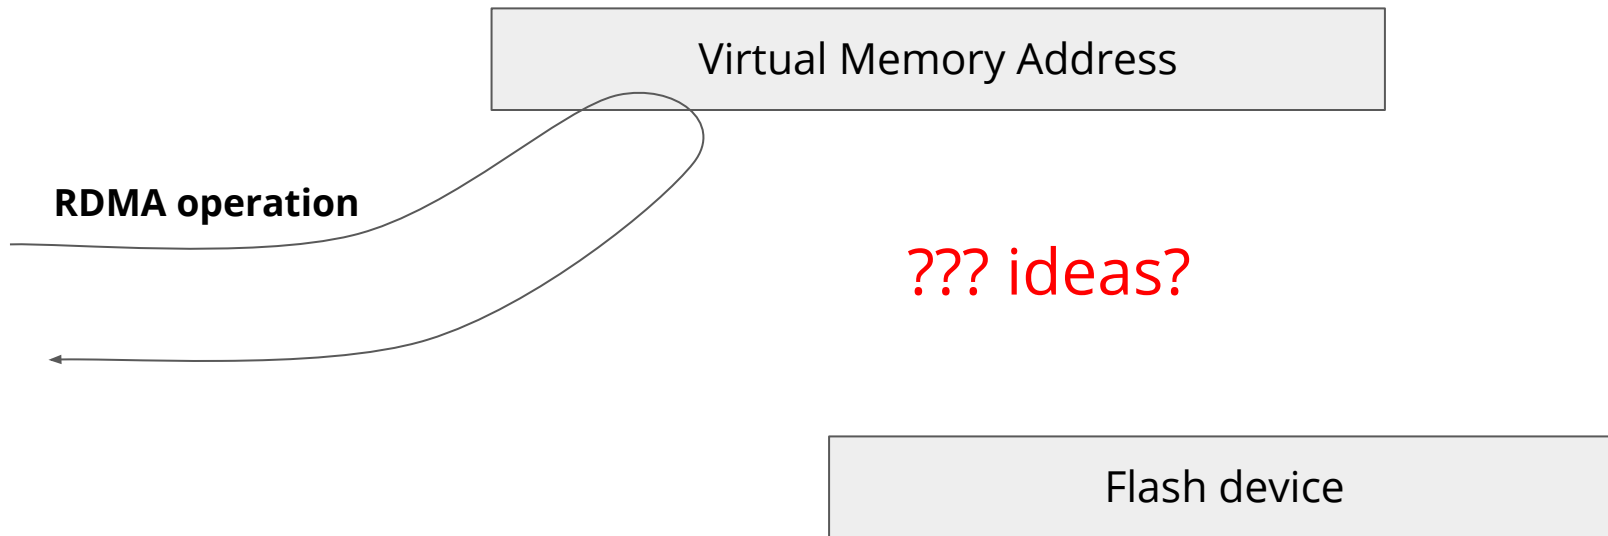 Virtual Memory Address
RDMA operation
??? ideas?
Flash device